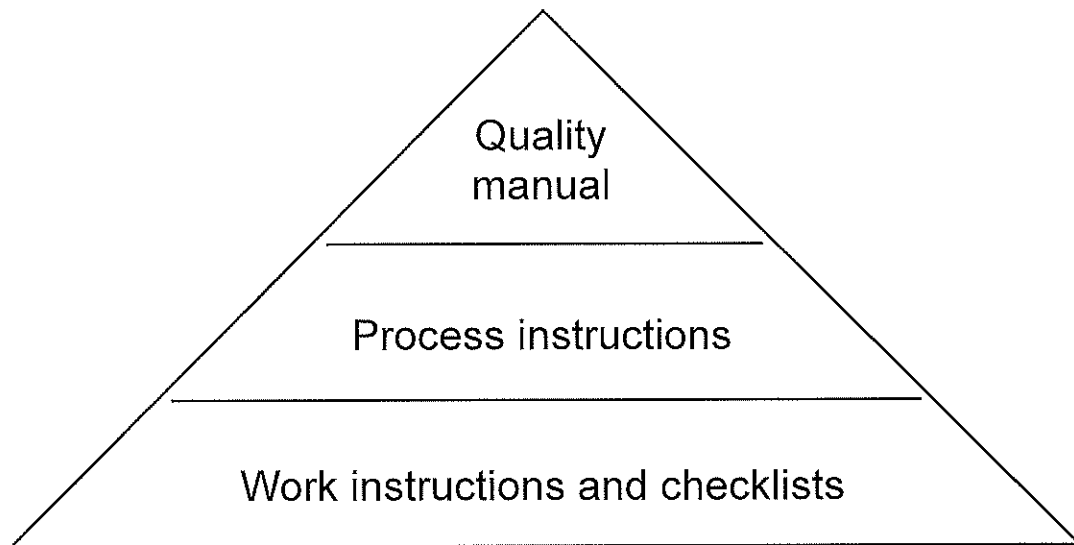 Quality
manual
Process instructions
Work instructions and checklists